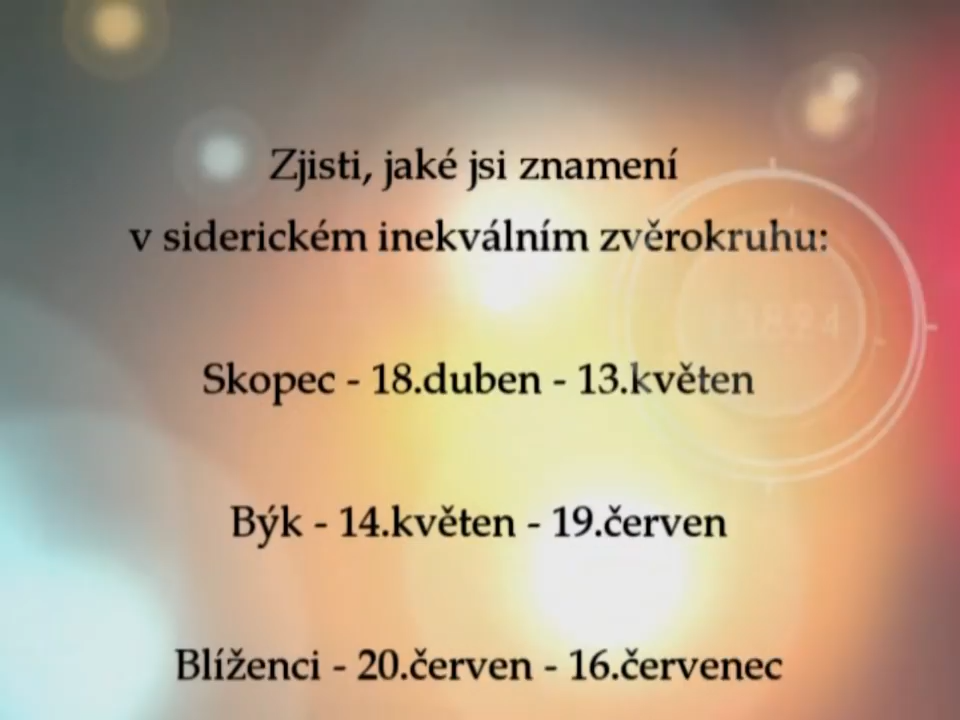 Zjisti, jaké jsi znamení
v siderickém inekválním zvěrokruhu:
Skopec - 18.duben - 13.květen
Býk - 14.květen - 19.červen
Blíženci - 20.červen - 16.červenec